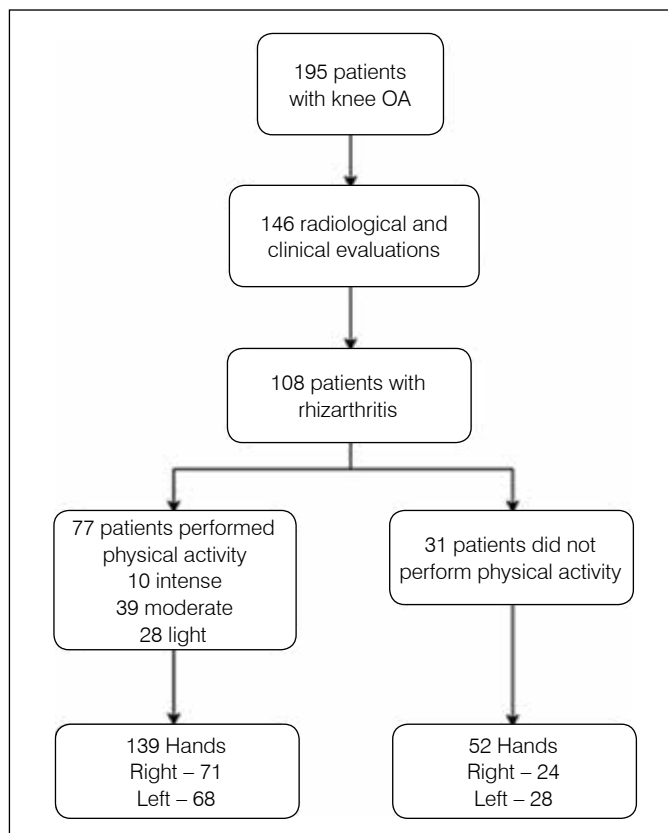 195 patients
with knee OA
146 radiological and
clinical evaluations
108 patients with
rhizarthritis
77 patients performed
physical activity
10 intense
39 moderate
28 light
31 patients did not
perform physical activity
139 Hands
Right – 71
Left – 68
52 Hands
Right – 24
Left – 28